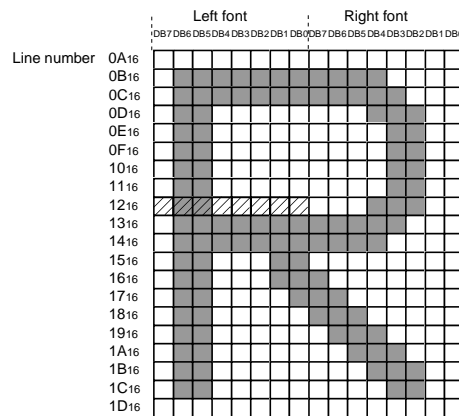 Left font Right font
DB7 DB6 DB5 DB4 DB3 DB2 DB1 DB0 DB7 DB6 DB5 DB4 DB3 DB2 DB1 DB0
Line number 0A16
0B16
0C16
0D16
0E16
0F16
1016
1116
1216
1316
1416
1516
1616
1716
1816
1916
1A16
1B16
1C16
1D16